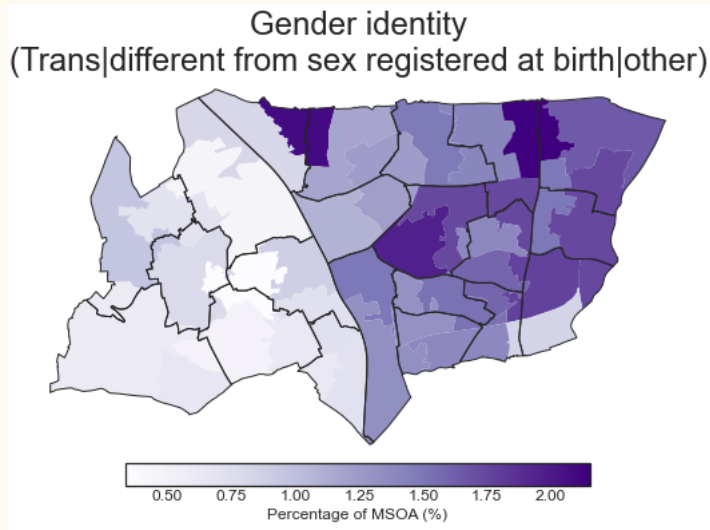 Gender identity
(Trans|different from sex registered at birth|other)
0.50 0.75 1.00 1.25 1.50 1.75 2.00
Percentage of MSOA (%)